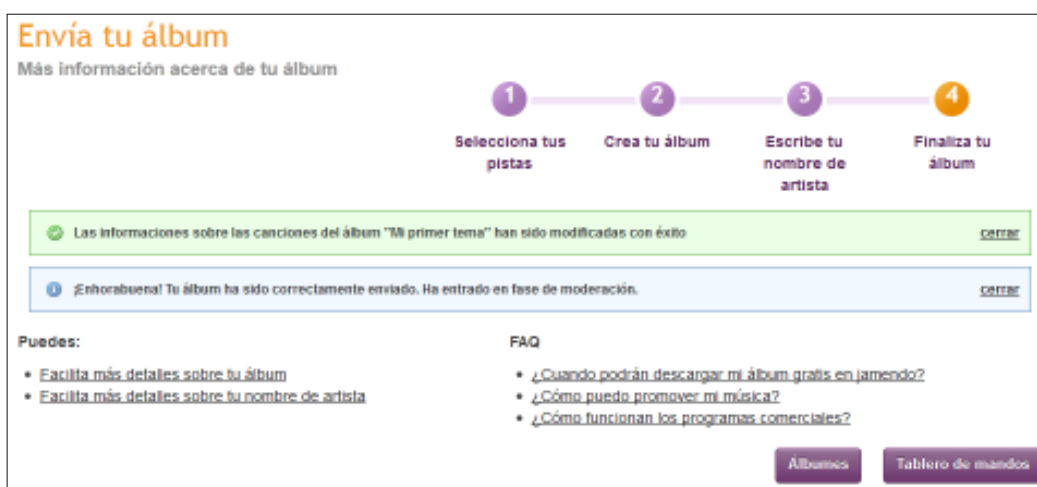 Envía tu álbum
Más información acerca de tu álbum
1 2 3 4
Selecciona tus pistas
Crea tu álbum
Escribe tu nombre de artista
Finaliza tu álbum
Las informaciones sobre las canciones del álbum "Mi primer tema" han sido modificadas con éxito cerrar
¡Enhorabuena! Tu álbum ha sido correctamente enviado. Ha entrado en fase de moderación. cerrar
Puedes:
• Facilita más detalles sobre tu álbum
• Facilita más detalles sobre tu nombre de artista
FAQ
• ¿Cuando podrán descargar mi álbum gratis en jamendo?
• ¿Cómo puedo promover mi música?
• ¿Cómo funcionan los programas comerciales?
Álbumes Tablero de mandos